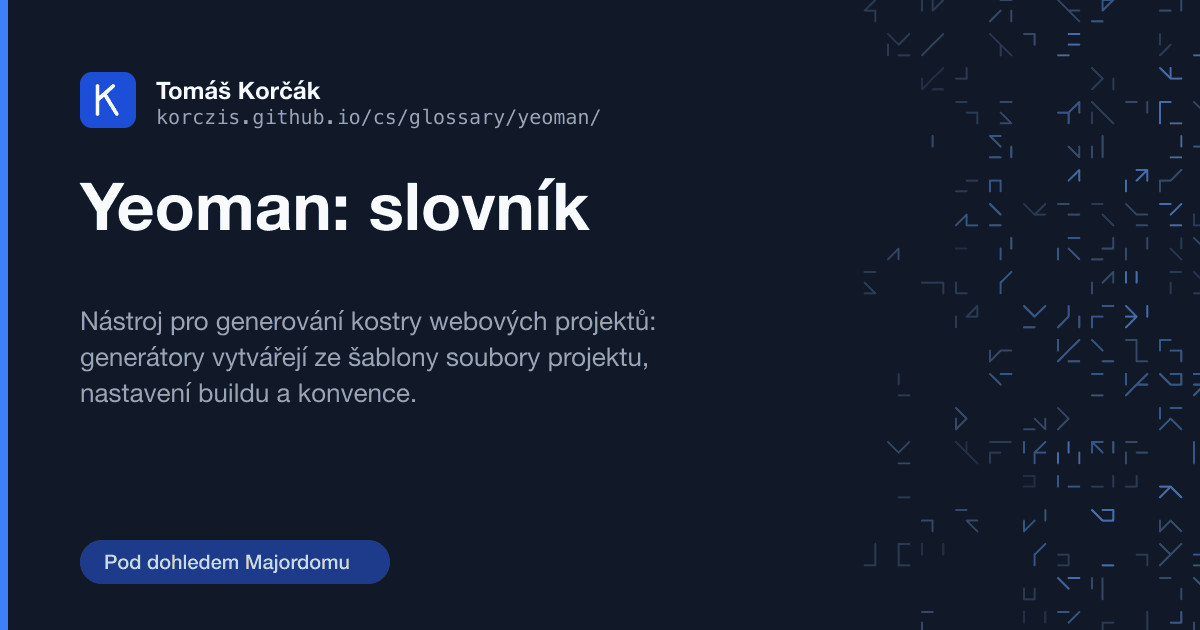 Tomáš Korčák
korczis.github.io/cs/glossary/yeoman/
Yeoman: slovník
Nástroj pro generování kostry webových projektů:
generátory vytvářejí ze šablony soubory projektu,
nastavení buildu a konvence.
Pod dohledem Majordomu